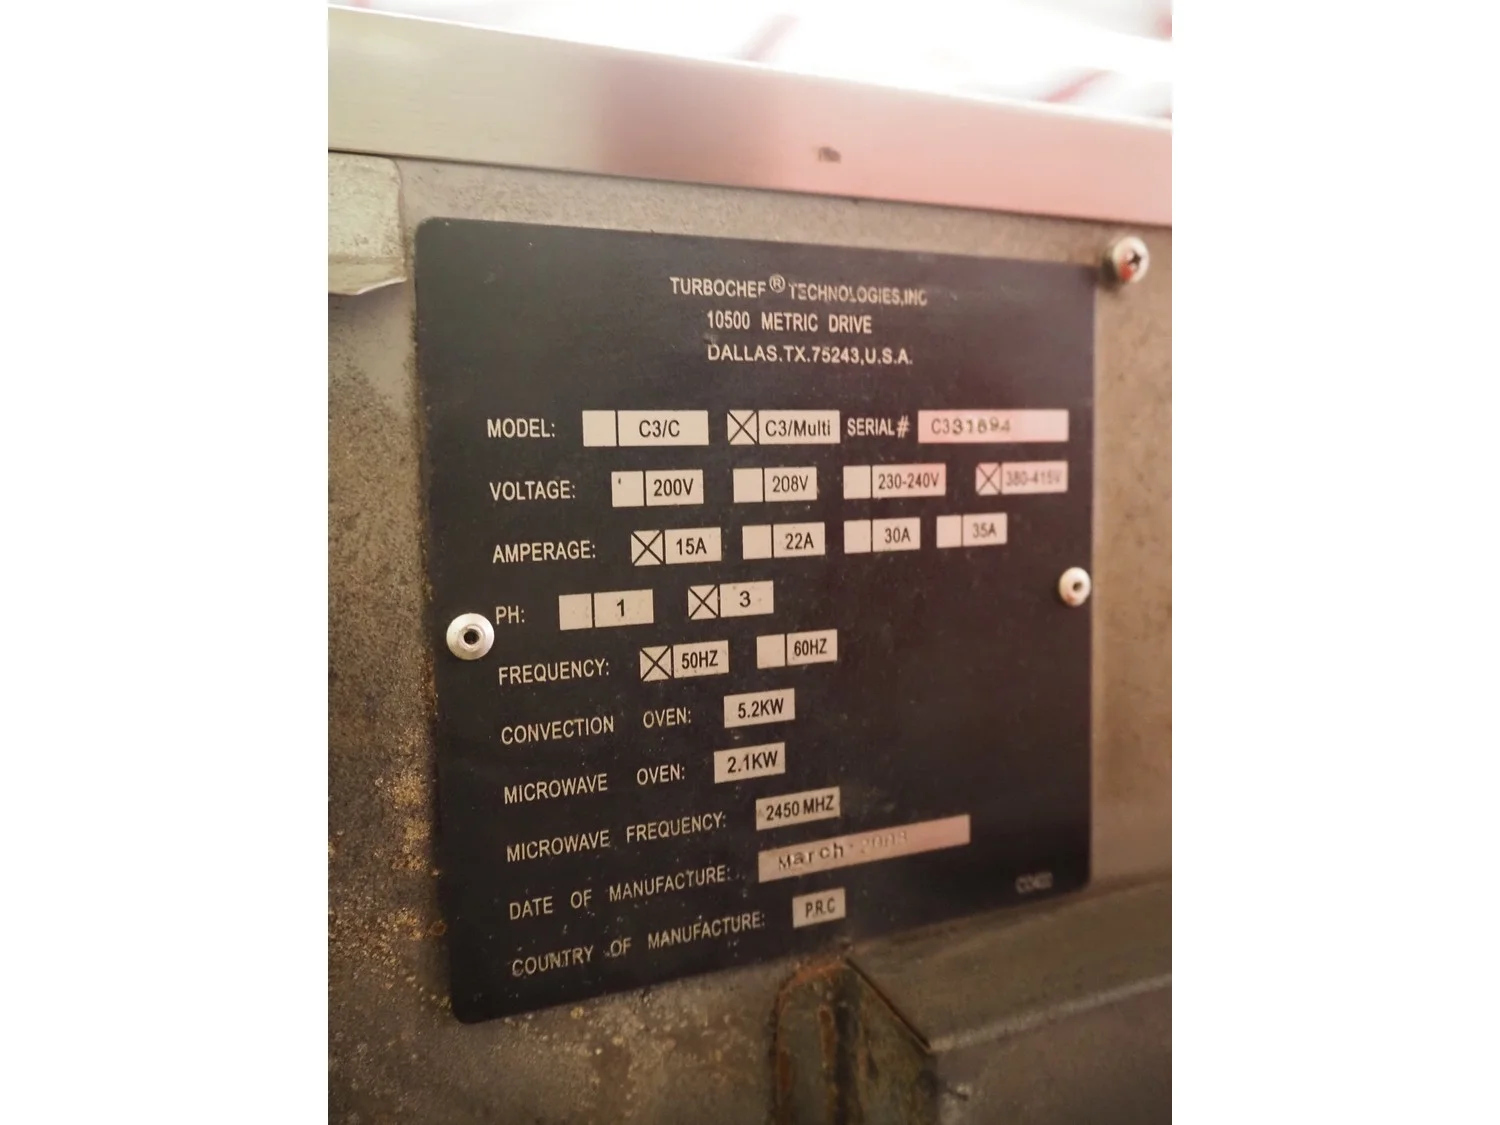 TURBOCHEF® TECHNOLOGIES,INC
10500 METRIC DRIVE
DALLAS.TX.75243,U.S.A.
MODEL: C3/C C3/Multi SERIAL# C331694
VOLTAGE: 200V 208V 230-240V 380-415V
AMPERAGE: 15A 22A 30A 35A
PH: 1 3
FREQUENCY: 50HZ 60HZ
CONVECTION OVEN: 5.2KW
MICROWAVE OVEN: 2.1KW
MICROWAVE FREQUENCY: 2450 MHZ
DATE OF MANUFACTURE: March
COUNTRY OF MANUFACTURE: P.R.C